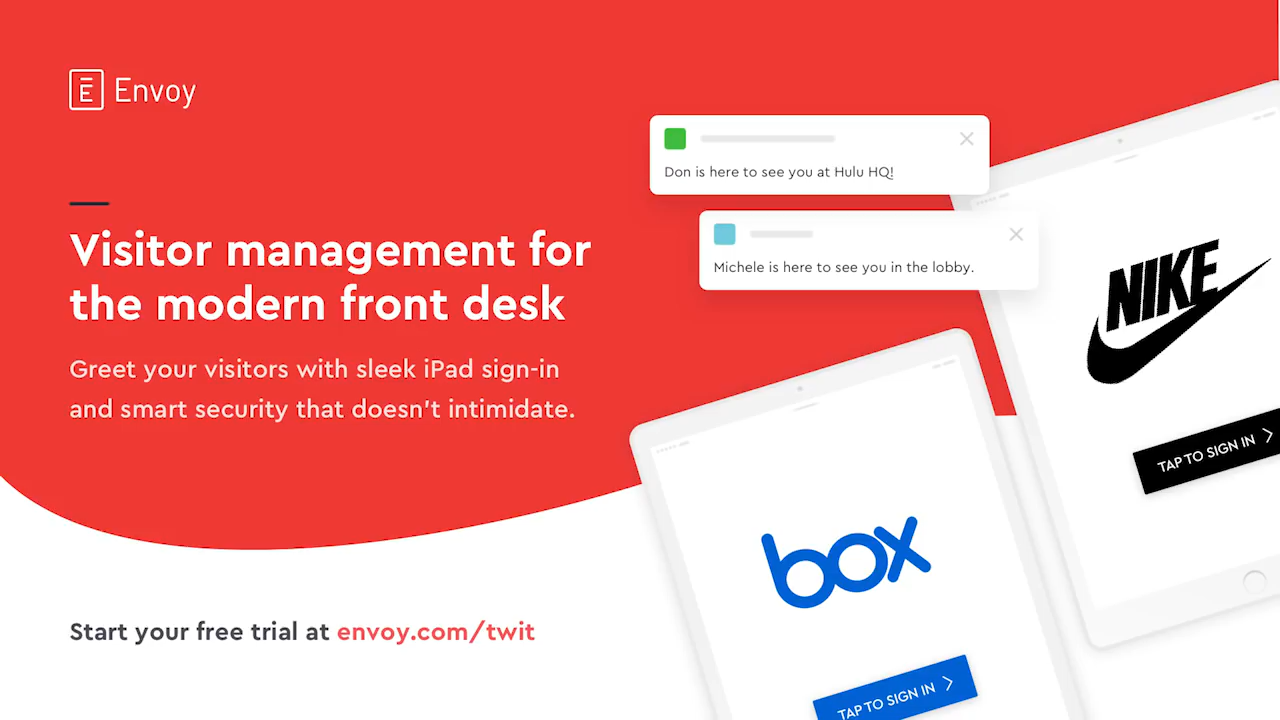 Envoy
Visitor management for
the modern front desk
Greet your visitors with sleek iPad sign-in
and smart security that doesn't intimidate.
Start your free trial at envoy.com/twit
Don is here to see you at Hulu HQ!
Michele is here to see you in the lobby.
NIKE
TAP TO SIGN IN
box
TAP TO SIGN IN